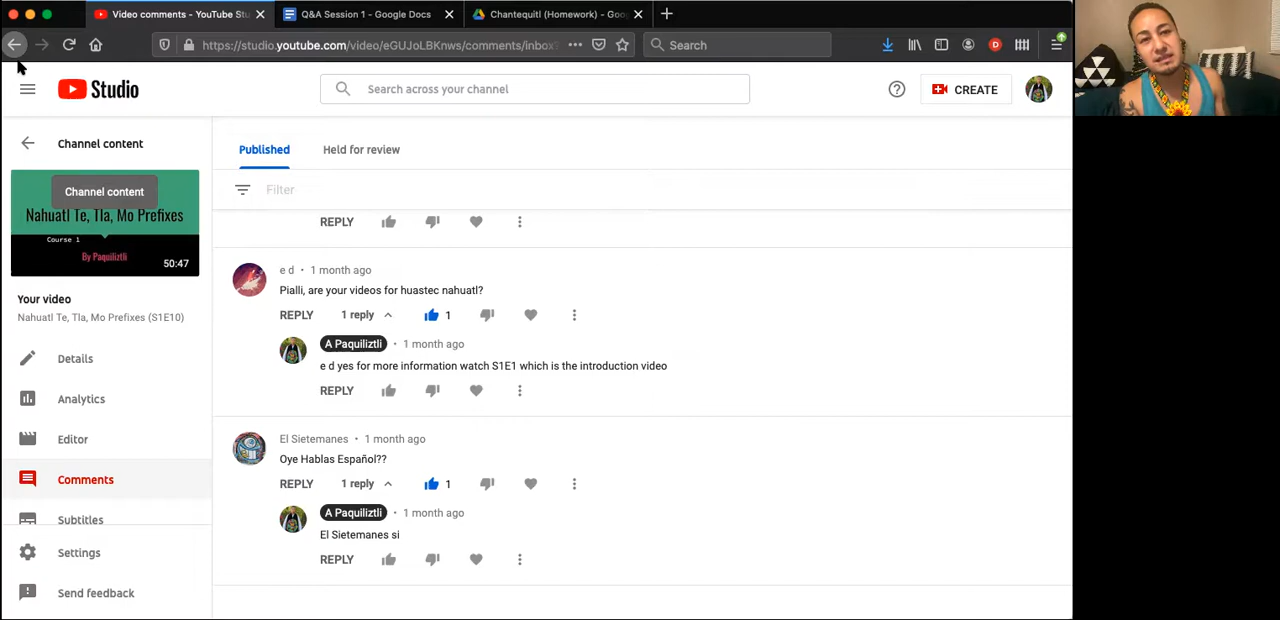 Video comments - YouTube Stu
Q&A Session 1 - Google Docs
Chantequitl (Homework) - Goo
https://studio.youtube.com/video/eGUJoLBKnws/comments/inbox?
Search
Studio
Search across your channel
CREATE
Channel content
Published
Held for review
Channel content
Nahuatl Te, Tla, Mo Prefixes
Course 1
By Paquiliztli
50:47
Filter
REPLY
Your video
Nahuatl Te, Tla, Mo Prefixes (S1E10)
Details
Analytics
Editor
Comments
Subtitles
Settings
Send feedback
e d • 1 month ago
Pialli, are your videos for huastec nahuatl?
REPLY 1 reply 1
A Paquiliztli • 1 month ago
e d yes for more information watch S1E1 which is the introduction video
REPLY
El Sietemanes • 1 month ago
Oye Hablas Español??
REPLY 1 reply 1
A Paquiliztli • 1 month ago
El Sietemanes si
REPLY